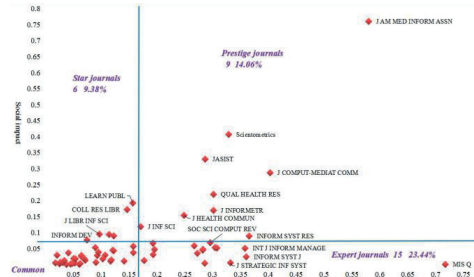 0.8
0.75
J AM MED INFORM ASSN
0.7
0.65
0.6
Prestige journals
9 14.06%
0.55
Star journals
6 9.38%
0.5
Social impact
0.45
0.4
Scientometrics
0.35
JASIST
0.3
J COMPUT-MEDIAT COMM
0.25
QUAL HEALTH RES
LEARN PUBL
0.2
COLL RES LIBR
J INFORMETR
J HEALTH COMMUN
0.15
J LIBR INF SCI
J INF SCI
SOC SCI COMPUT REV
INFORM DEV
0.1
INFORM SYST RES
0.05
INT J INFORM MANAGE
Expert journals 15 23.44%
INFORM SYST J
J STRATEGIC INF SYST
MIS Q
Common
0
0.05
0.1
0.15
0.2
0.25
0.3
0.35
0.4
0.45
0.5
0.55
0.6
0.65
0.7